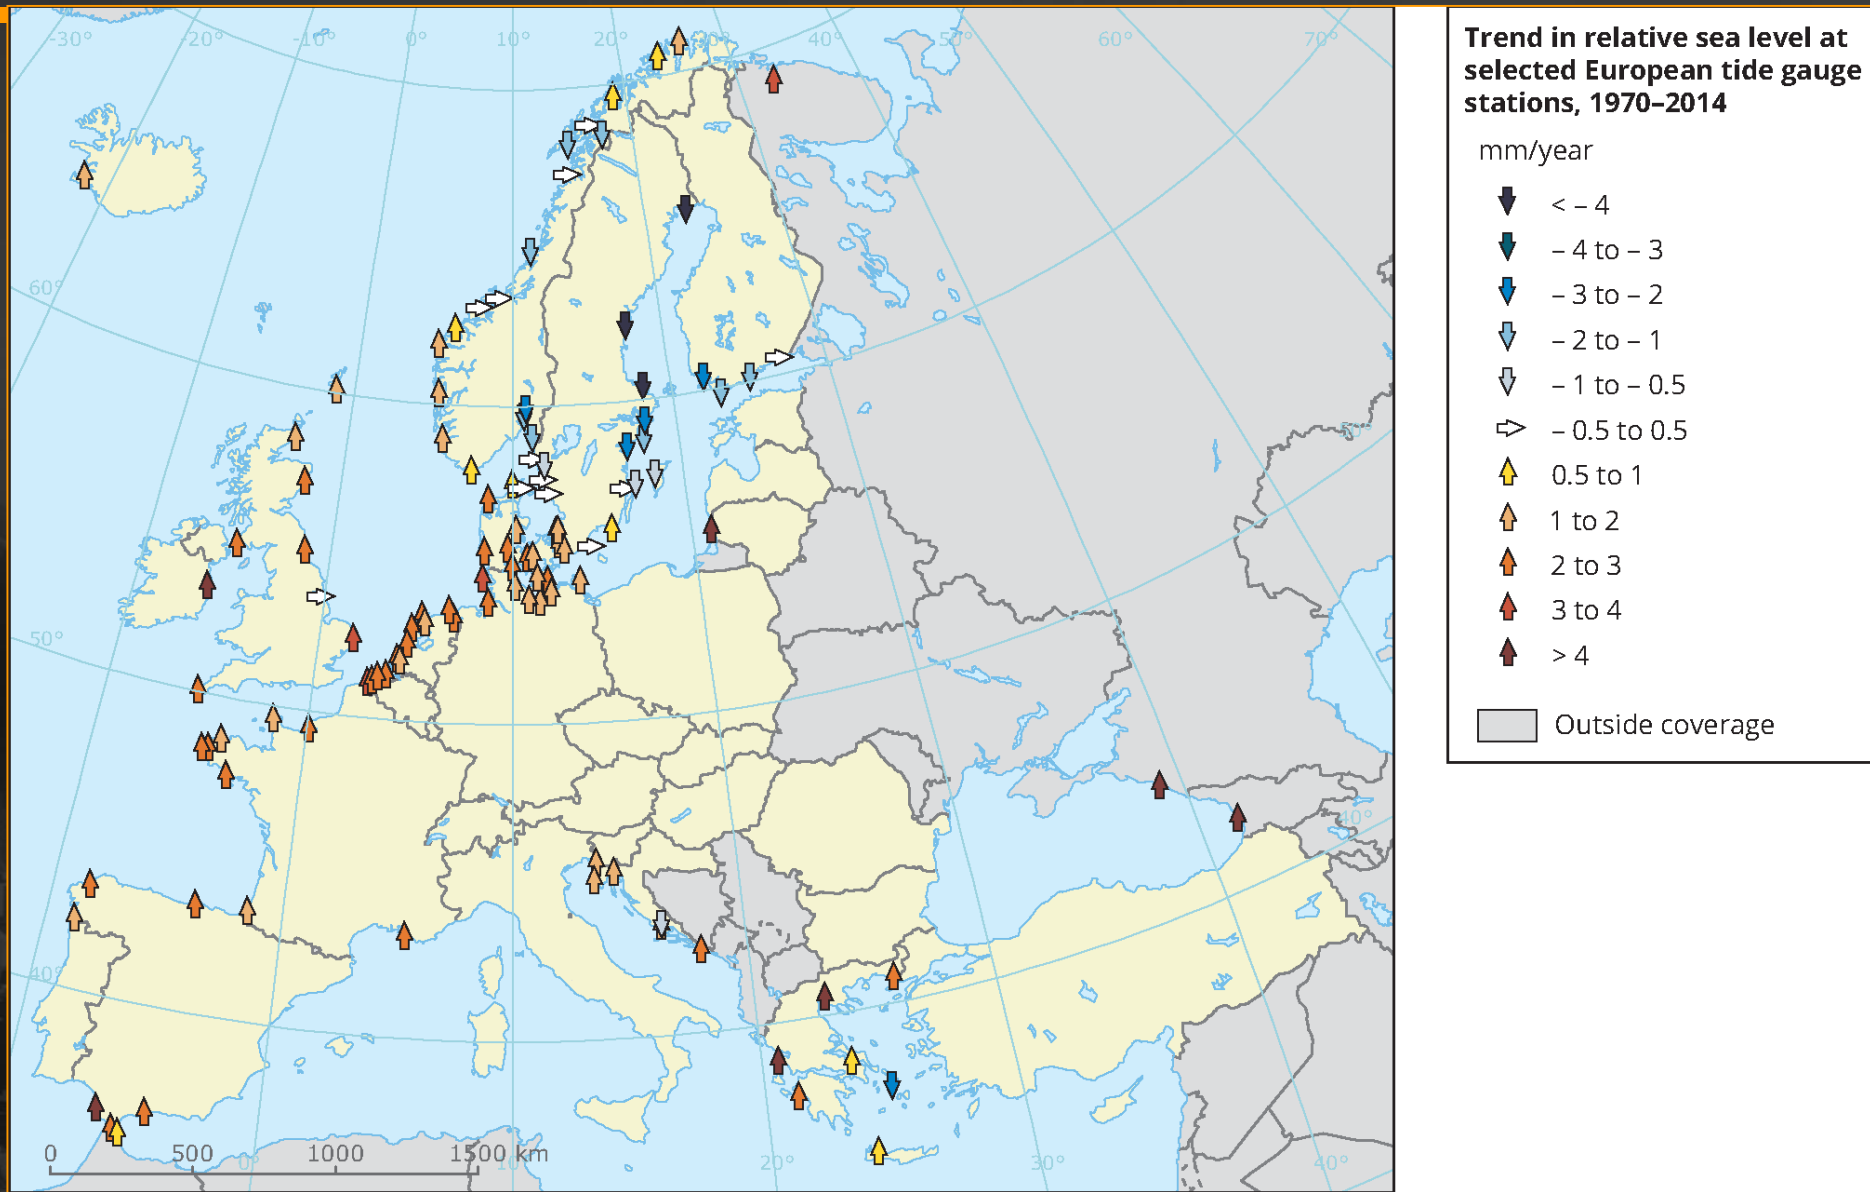 -30°
-20°
-10°
0°
10°
20°
30°
40°
50°
60°
70°
60°
50°
50°
40°
40°
0
500
1000
1500 km
0°
10°
20°
30°
40°
Trend in relative sea level at
selected European tide gauge
stations, 1970–2014
mm/year
< – 4
– 4 to – 3
– 3 to – 2
– 2 to – 1
– 1 to – 0.5
– 0.5 to 0.5
0.5 to 1
1 to 2
2 to 3
3 to 4
> 4
Outside coverage